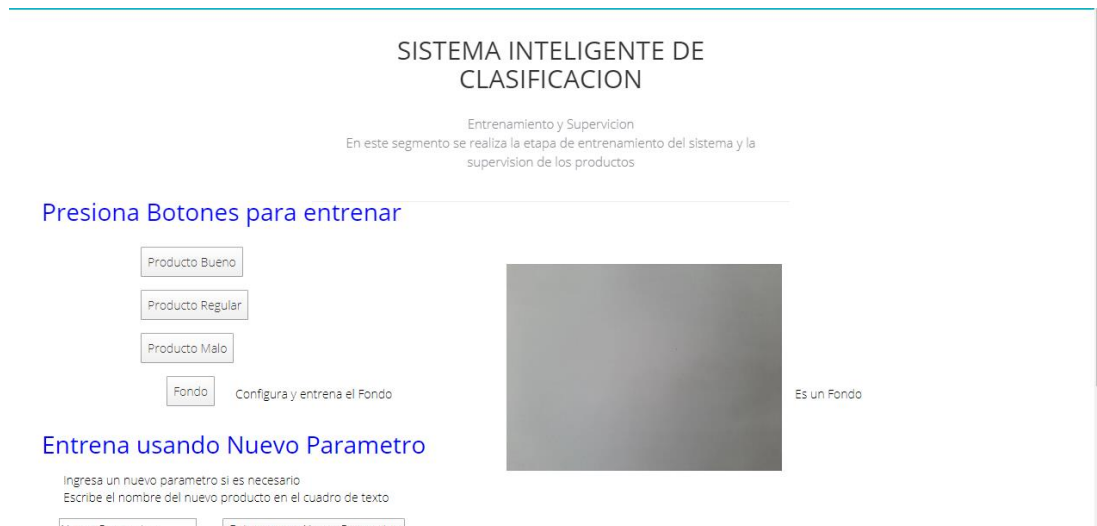 SISTEMA INTELIGENTE DE
CLASIFICACION
Entrenamiento y Supervicion
En este segmento se realiza la etapa de entrenamiento del sistema y la
supervision de los productos
Presiona Botones para entrenar
Producto Bueno
Producto Regular
Producto Malo
Fondo
Configura y entrena el Fondo
Es un Fondo
Entrena usando Nuevo Parametro
Ingresa un nuevo parametro si es necesario
Escribe el nombre del nuevo producto en el cuadro de texto